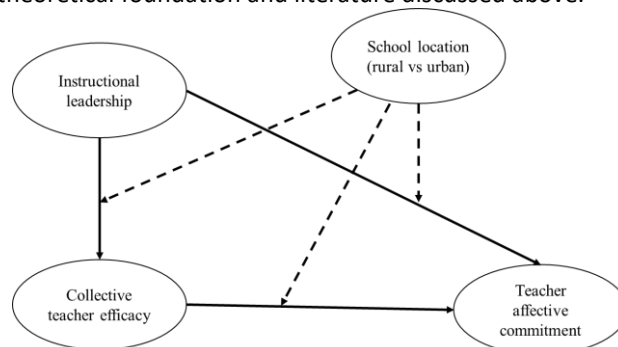 theoretical foundation and literature discussed above.
School location
(rural vs urban)
Instructional
leadership
Collective
teacher efficacy
Teacher
affective
commitment